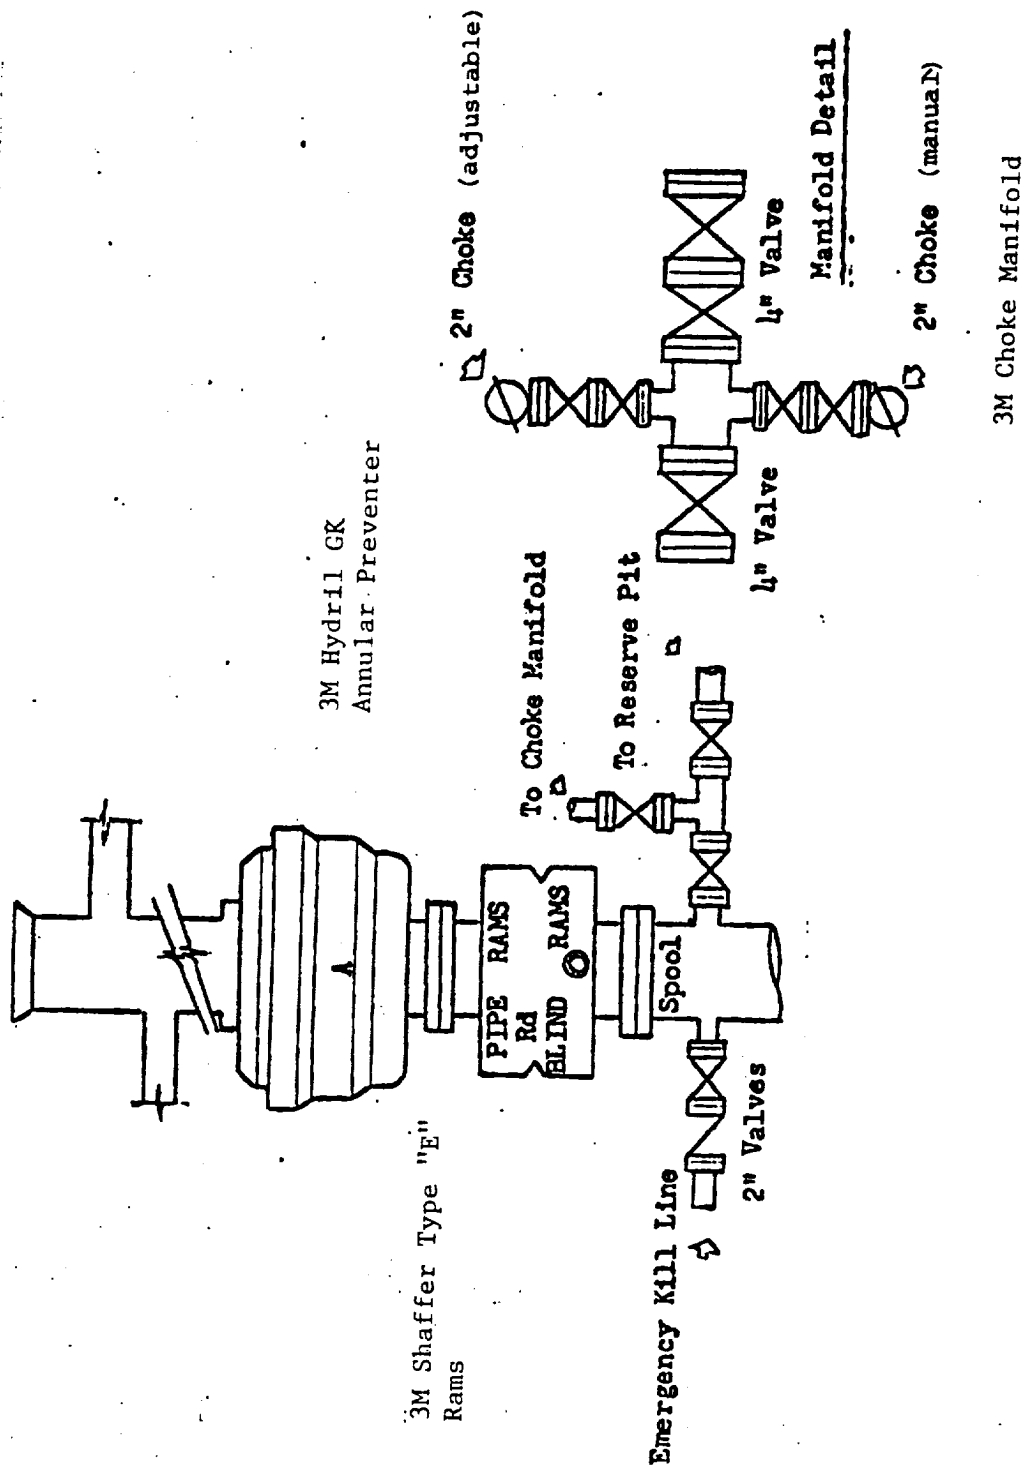 3M Hydril GK
Annular Preventer
3M Shaffer Type "E"
Rams
A
PIPE RAMS
Rd
BLIND RAMS
Spool
To Choke Manifold
To Reserve Pit
Emergency Kill Line
2" Valves
2" Choke (adjustable)
4" Valve
4" Valve
Manifold Detail
2" Choke (manual)
3M Choke Manifold